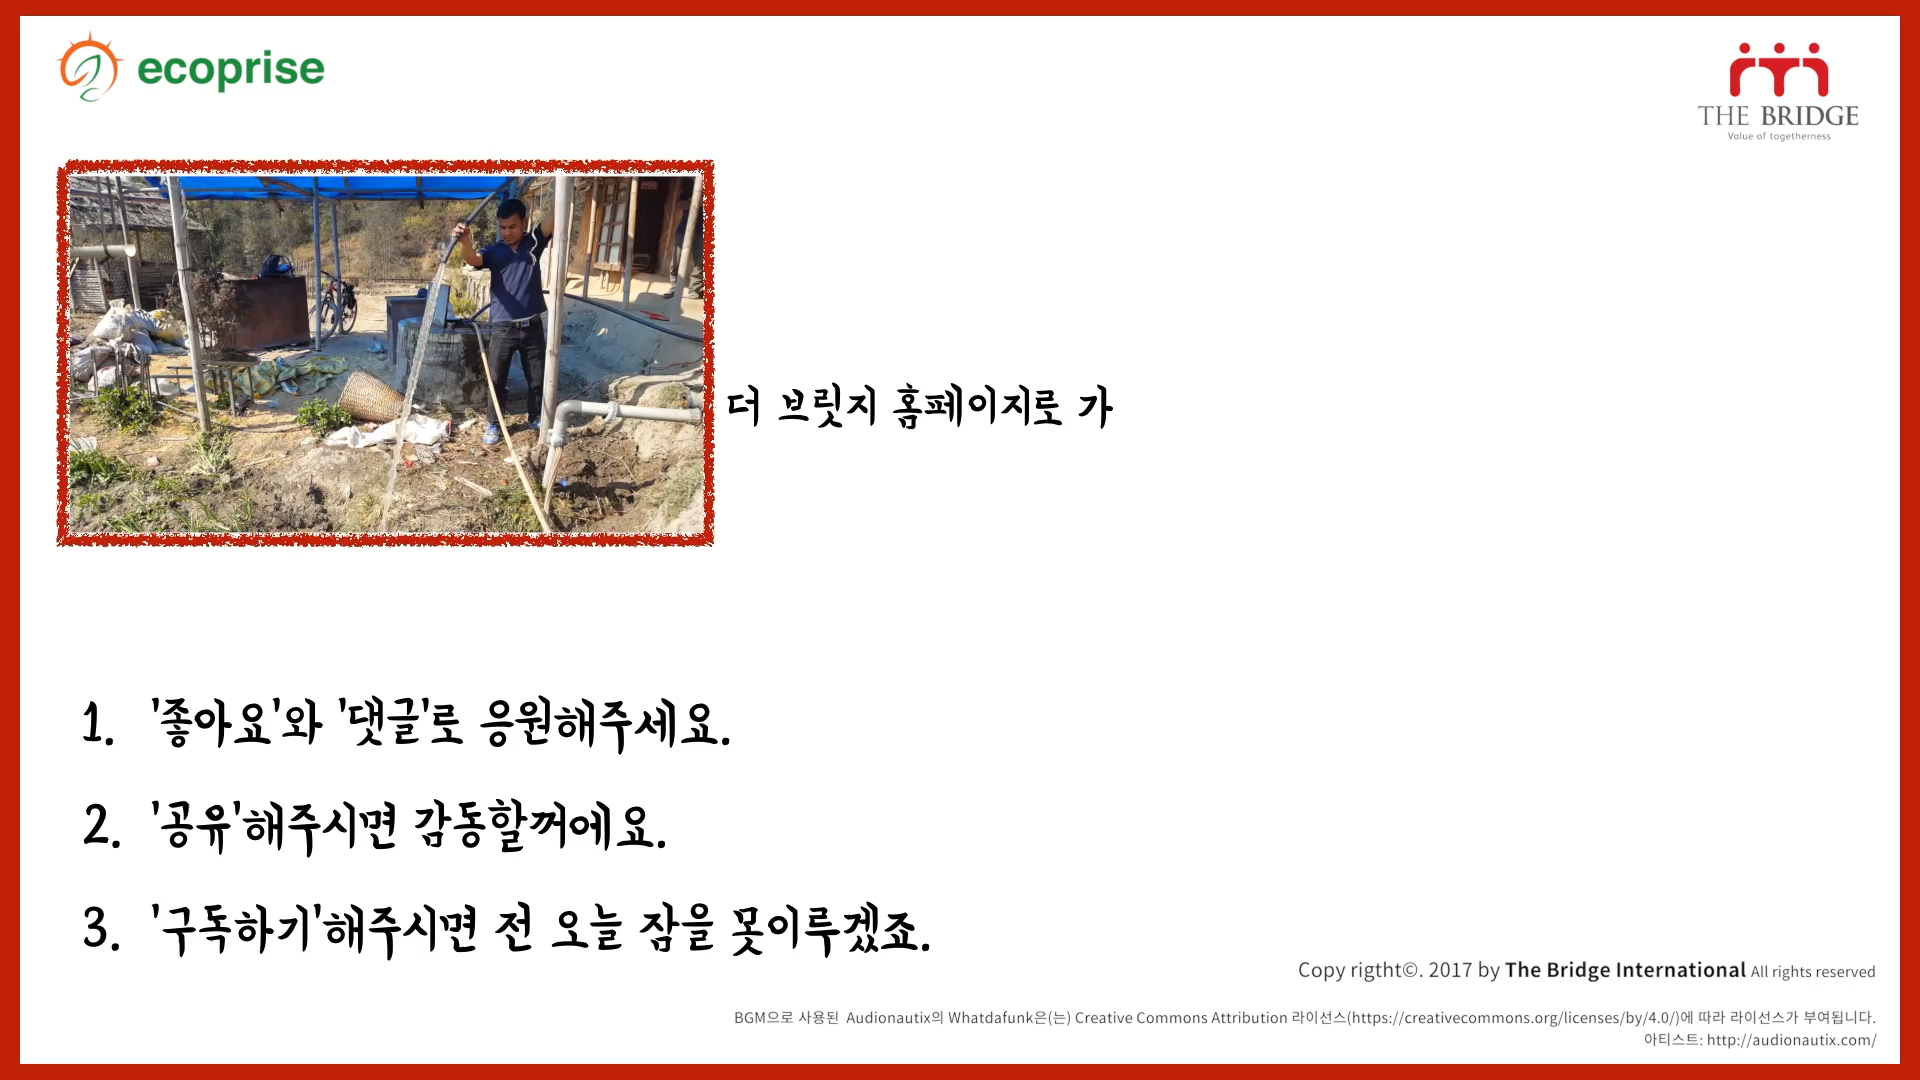 ecoprise
THE BRIDGE
Value of togetherness
더 브릿지 홈페이지로 가
1. '좋아요'와 '댓글'로 응원해주세요.
2. '공유'해주시면 감동할꺼에요.
3. '구독하기'해주시면 전 오늘 잠을 못이루겠죠.
Copy rigtht©. 2017 by The Bridge International All rights reserved
BGM으로 사용된 Audionautix의 Whatdafunk은(는) Creative Commons Attribution 라이선스(https://creativecommons.org/licenses/by/4.0/)에 따라 라이선스가 부여됩니다.
아티스트: http://audionautix.com/